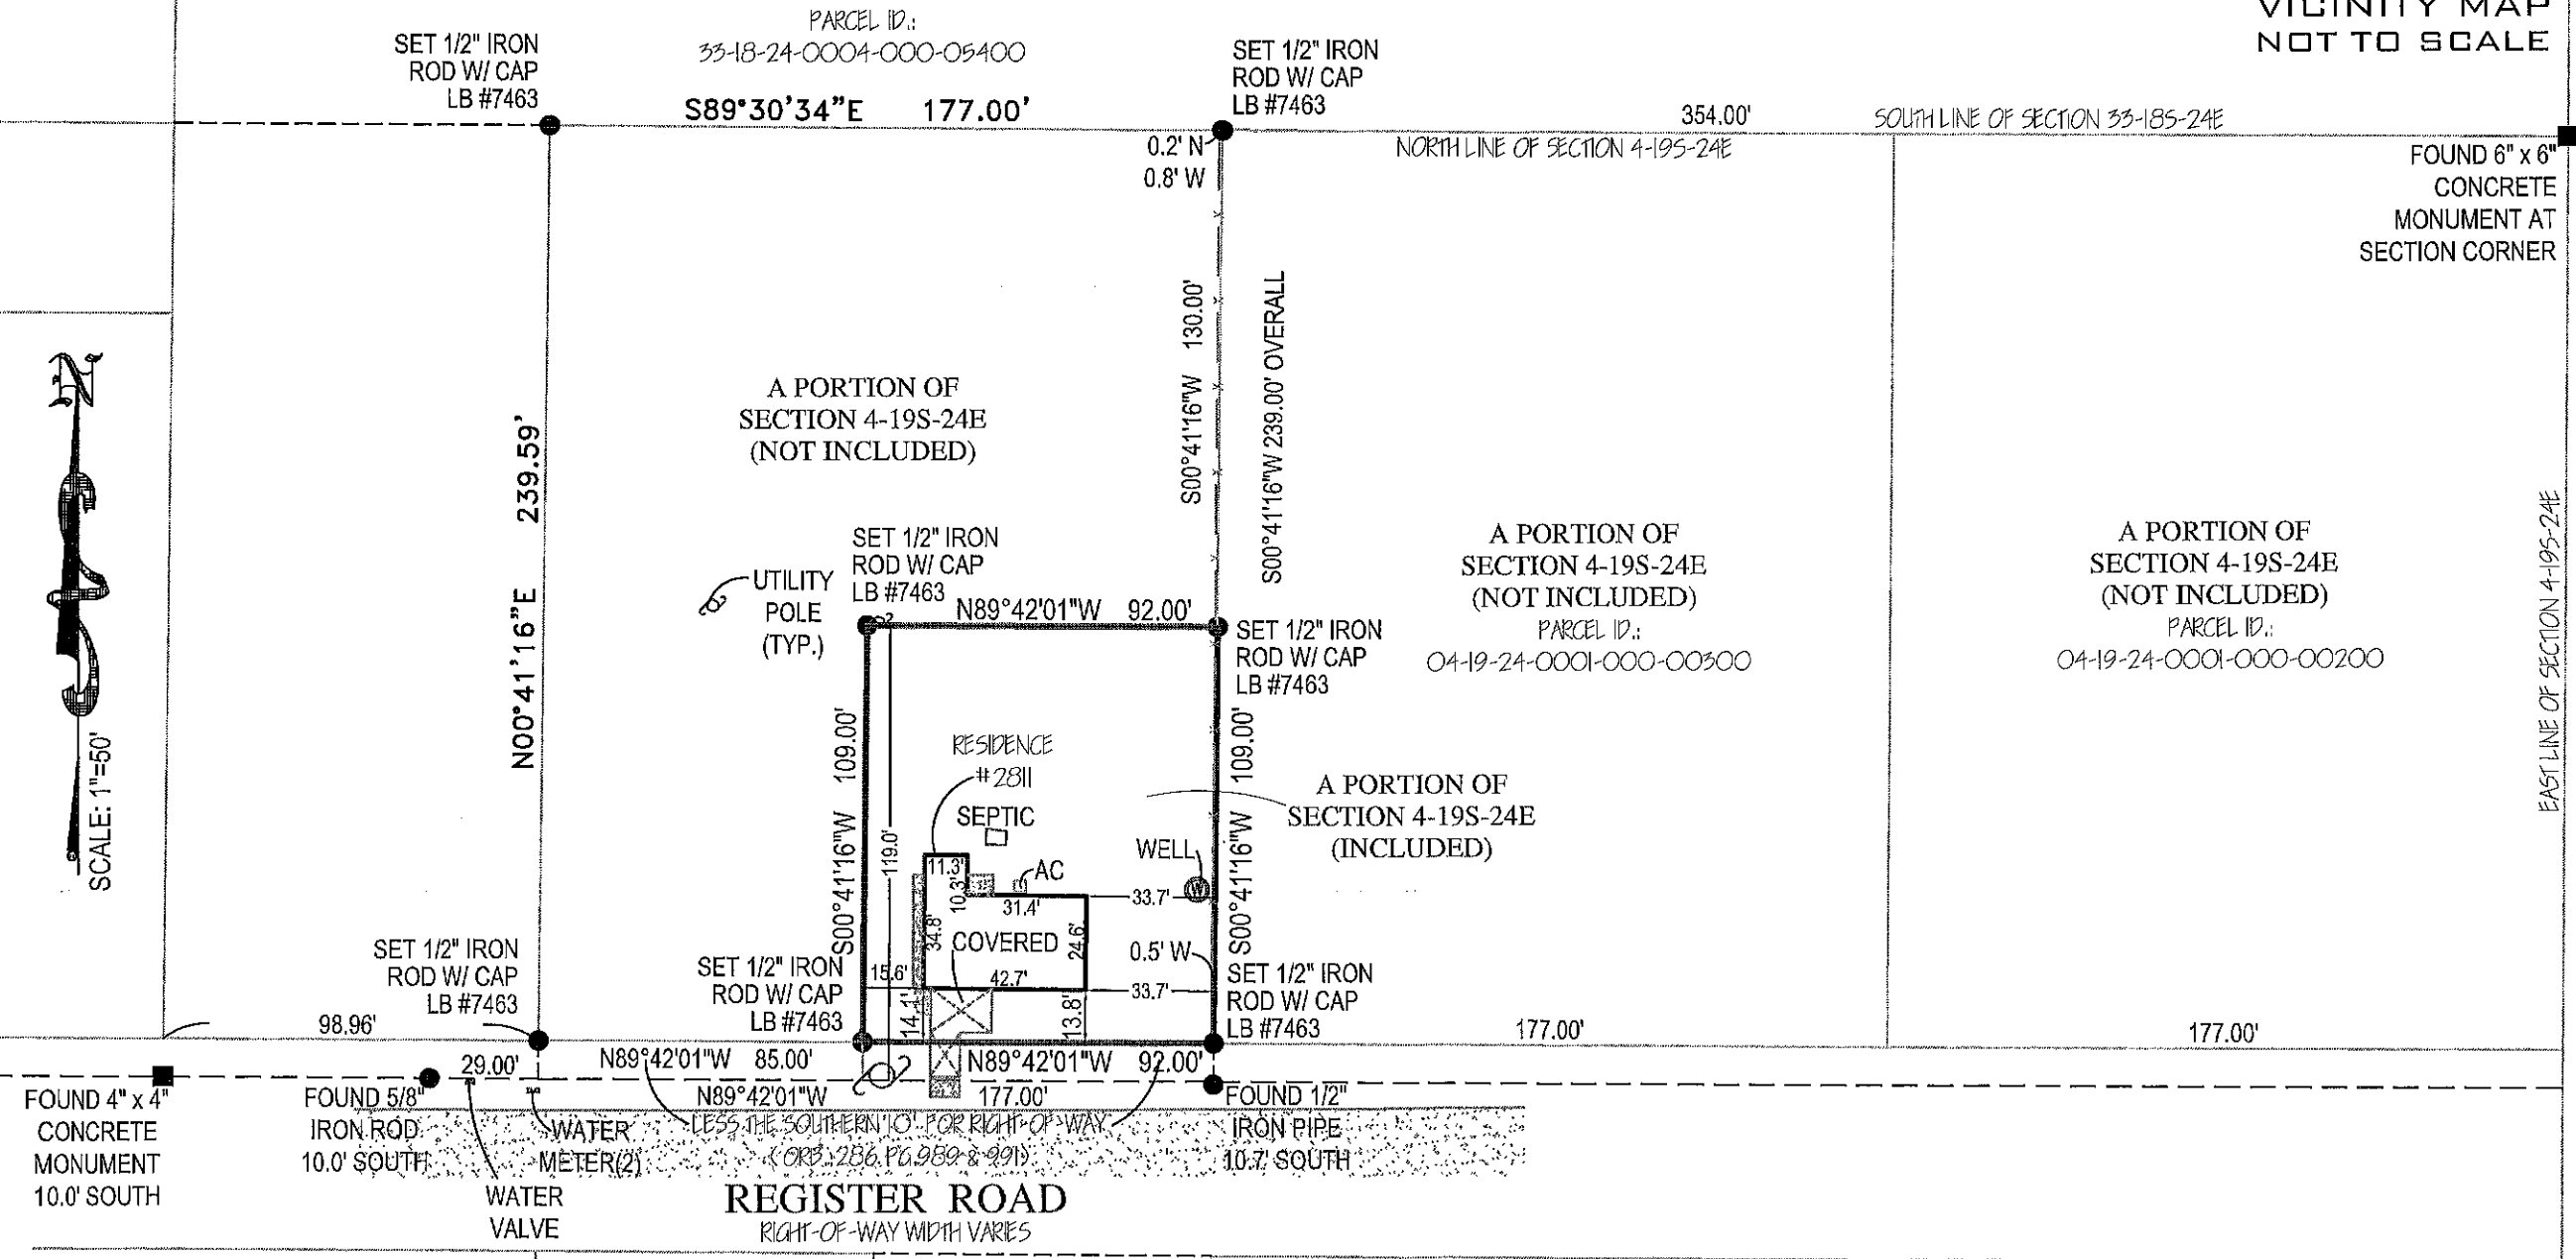 VICINITY MAP
NOT TO SCALE
PARCEL ID.:
33-18-24-0004-000-05400
SET 1/2" IRON
ROD W/ CAP
LB #7463
S89°30'34"E 177.00'
SET 1/2" IRON
ROD W/ CAP
LB #7463
0.2' N
0.8' W
354.00'
SOUTH LINE OF SECTION 33-18S-24E
NORTH LINE OF SECTION 4-19S-24E
FOUND 6" x 6"
CONCRETE
MONUMENT AT
SECTION CORNER
N
SCALE: 1"=50'
N00°41'16"E 239.59'
A PORTION OF
SECTION 4-19S-24E
(NOT INCLUDED)
S00°41'16"W 130.00'
S00°41'16"W 239.00' OVERALL
A PORTION OF
SECTION 4-19S-24E
(NOT INCLUDED)
PARCEL ID.:
04-19-24-0001-000-00300
A PORTION OF
SECTION 4-19S-24E
(NOT INCLUDED)
PARCEL ID.:
04-19-24-0001-000-00200
EAST LINE OF SECTION 4-19S-24E
UTILITY
POLE
(TYP.)
SET 1/2" IRON
ROD W/ CAP
LB #7463
N89°42'01"W 92.00'
SET 1/2" IRON
ROD W/ CAP
LB #7463
S00°41'16"W 109.00'
119.0'
RESIDENCE
#2811
SEPTIC
AC
WELL
W
11.3'
10.3'
31.4'
33.7'
34.8'
COVERED
24.6'
0.5' W
15.6'
42.7'
33.7'
14.1'
13.8'
S00°41'16"W 109.00'
A PORTION OF
SECTION 4-19S-24E
(INCLUDED)
SET 1/2" IRON
ROD W/ CAP
LB #7463
SET 1/2" IRON
ROD W/ CAP
LB #7463
SET 1/2" IRON
ROD W/ CAP
LB #7463
98.96'
177.00'
177.00'
29.00'
N89°42'01"W 85.00'
N89°42'01"W 92.00'
N89°42'01"W 177.00'
FOUND 4" x 4"
CONCRETE
MONUMENT
10.0' SOUTH
FOUND 5/8"
IRON ROD
10.0' SOUTH
WATER
METER(2)
WATER
VALVE
LESS THE SOUTHERN 10' FOR RIGHT-OF-WAY
(ORB 286, PG 989 & 991)
FOUND 1/2"
IRON PIPE
10.7' SOUTH
REGISTER ROAD
RIGHT-OF-WAY WIDTH VARIES